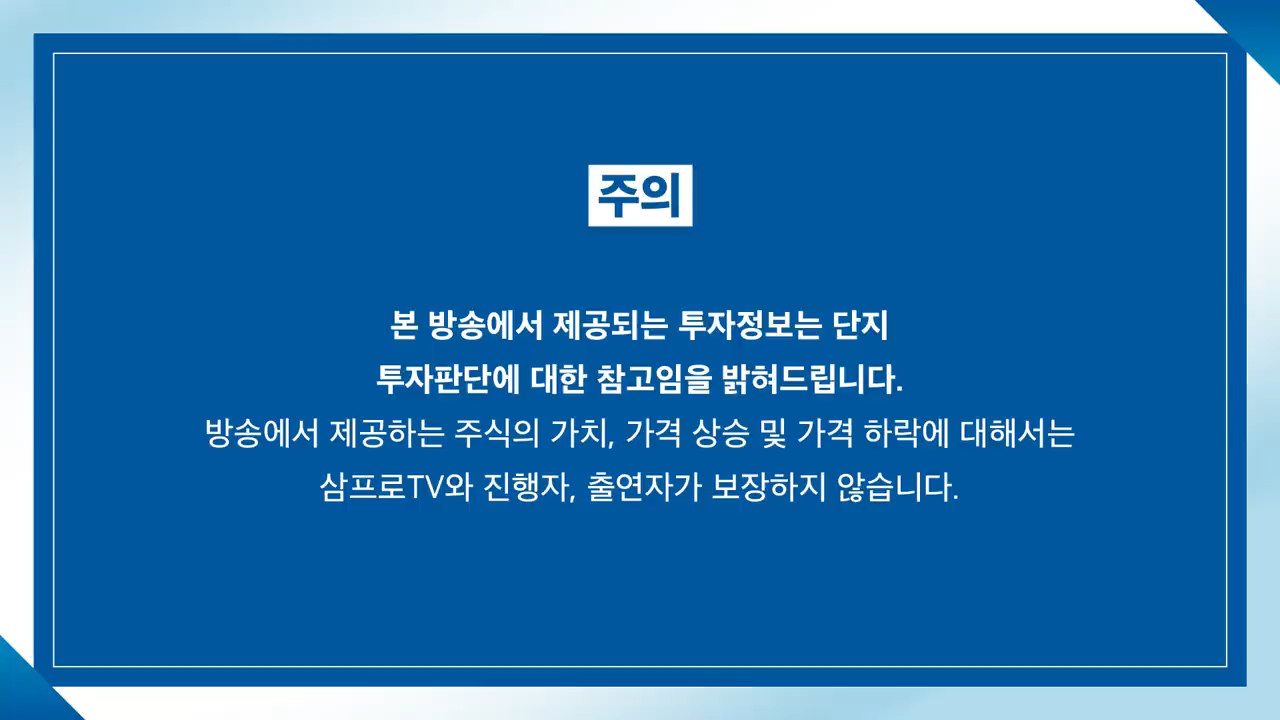 주의
본 방송에서 제공되는 투자정보는 단지
투자판단에 대한 참고임을 밝혀드립니다.
방송에서 제공하는 주식의 가치, 가격 상승 및 가격 하락에 대해서는
삼프로TV와 진행자, 출연자가 보장하지 않습니다.